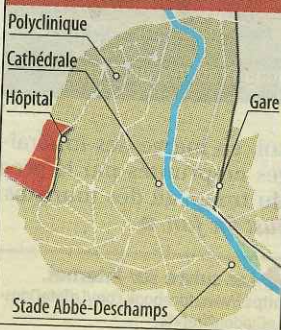 Polyclinique
Cathédrale
Hôpital
Gare
Stade Abbé-Deschamps